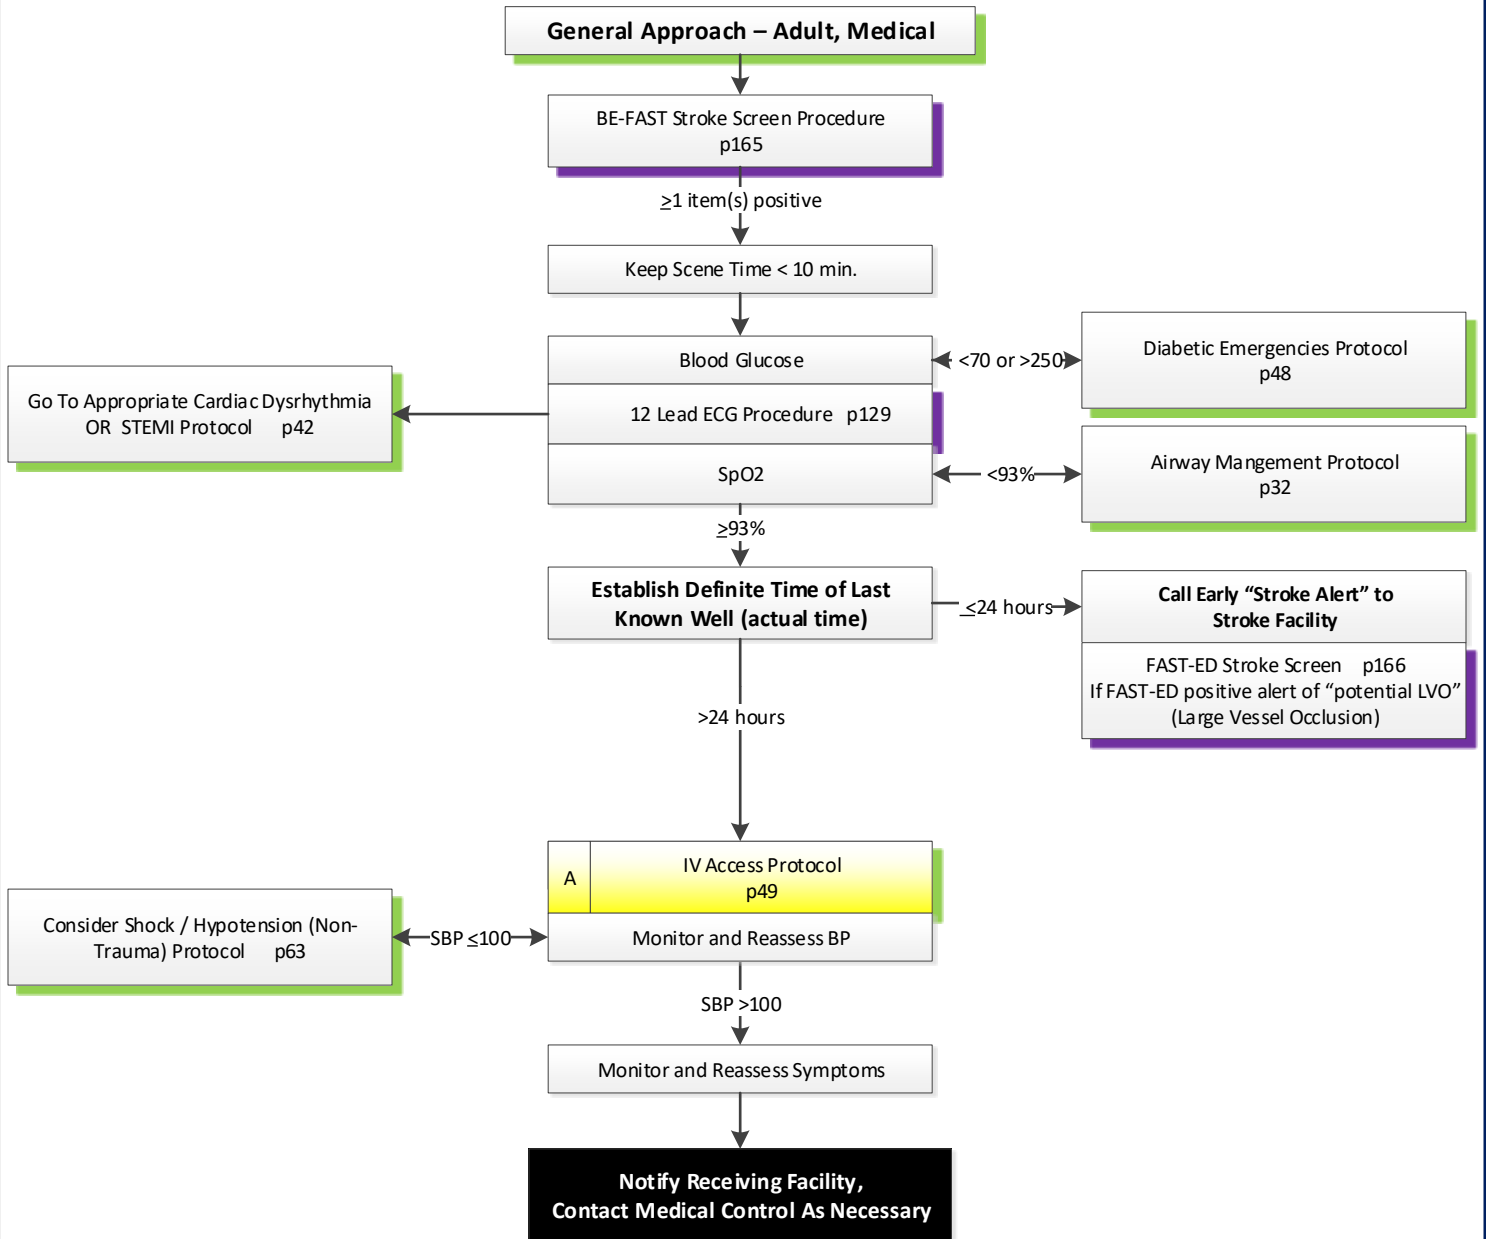 General Approach – Adult, Medical
BE-FAST Stroke Screen Procedure
p165
≥1 item(s) positive
Keep Scene Time < 10 min.
Blood Glucose
<70 or >250
Diabetic Emergencies Protocol
p48
Go To Appropriate Cardiac Dysrhythmia
OR STEMI Protocol p42
12 Lead ECG Procedure p129
SpO2
<93%
Airway Mangement Protocol
p32
≥93%
Establish Definite Time of Last
Known Well (actual time)
≤24 hours
Call Early “Stroke Alert” to
Stroke Facility
FAST-ED Stroke Screen p166
If FAST-ED positive alert of “potential LVO”
(Large Vessel Occlusion)
>24 hours
A
IV Access Protocol
p49
Consider Shock / Hypotension (Non-
Trauma) Protocol p63
SBP ≤100
Monitor and Reassess BP
SBP >100
Monitor and Reassess Symptoms
Notify Receiving Facility,
Contact Medical Control As Necessary